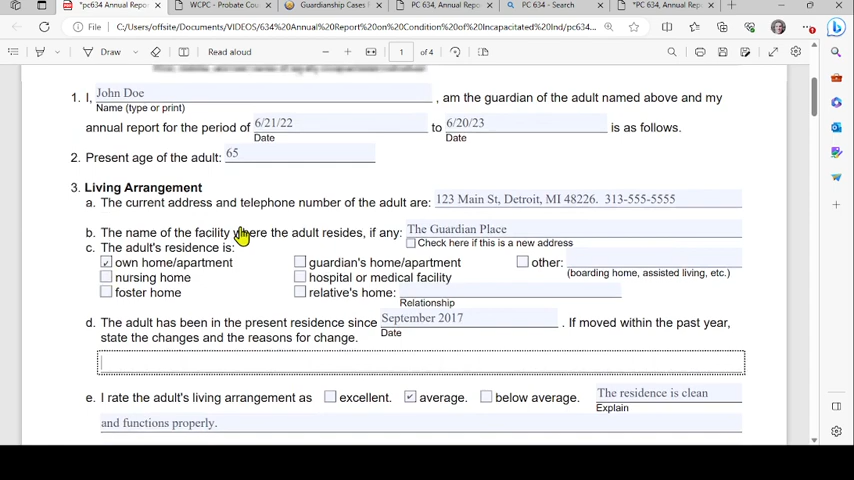 *pc634 Annual Repor
WCPC - Probate Cou
Guardianship Cases F
PC 634, Annual Report
PC 634 - Search
*PC 634, Annual Repor
File
C:/Users/offsite/Documents/VIDEOS/634%20Annual%20Report%20on%20Condition%20of%20Incapacitated%20Ind/pc634...
Draw
Read aloud
1 of 4
1. I, John Doe, am the guardian of the adult named above and my
Name (type or print)
annual report for the period of 6/21/22 to 6/20/23 is as follows.
Date Date
2. Present age of the adult: 65
3. Living Arrangement
a. The current address and telephone number of the adult are: 123 Main St, Detroit, MI 48226. 313-555-5555
b. The name of the facility where the adult resides, if any: The Guardian Place
Check here if this is a new address
c. The adult's residence is:
own home/apartment guardian's home/apartment other:
(boarding home, assisted living, etc.)
nursing home hospital or medical facility
foster home relative's home:
Relationship
d. The adult has been in the present residence since September 2017. If moved within the past year,
Date
state the changes and the reasons for change.
e. I rate the adult's living arrangement as excellent. average. below average. The residence is clean
Explain
and functions properly.